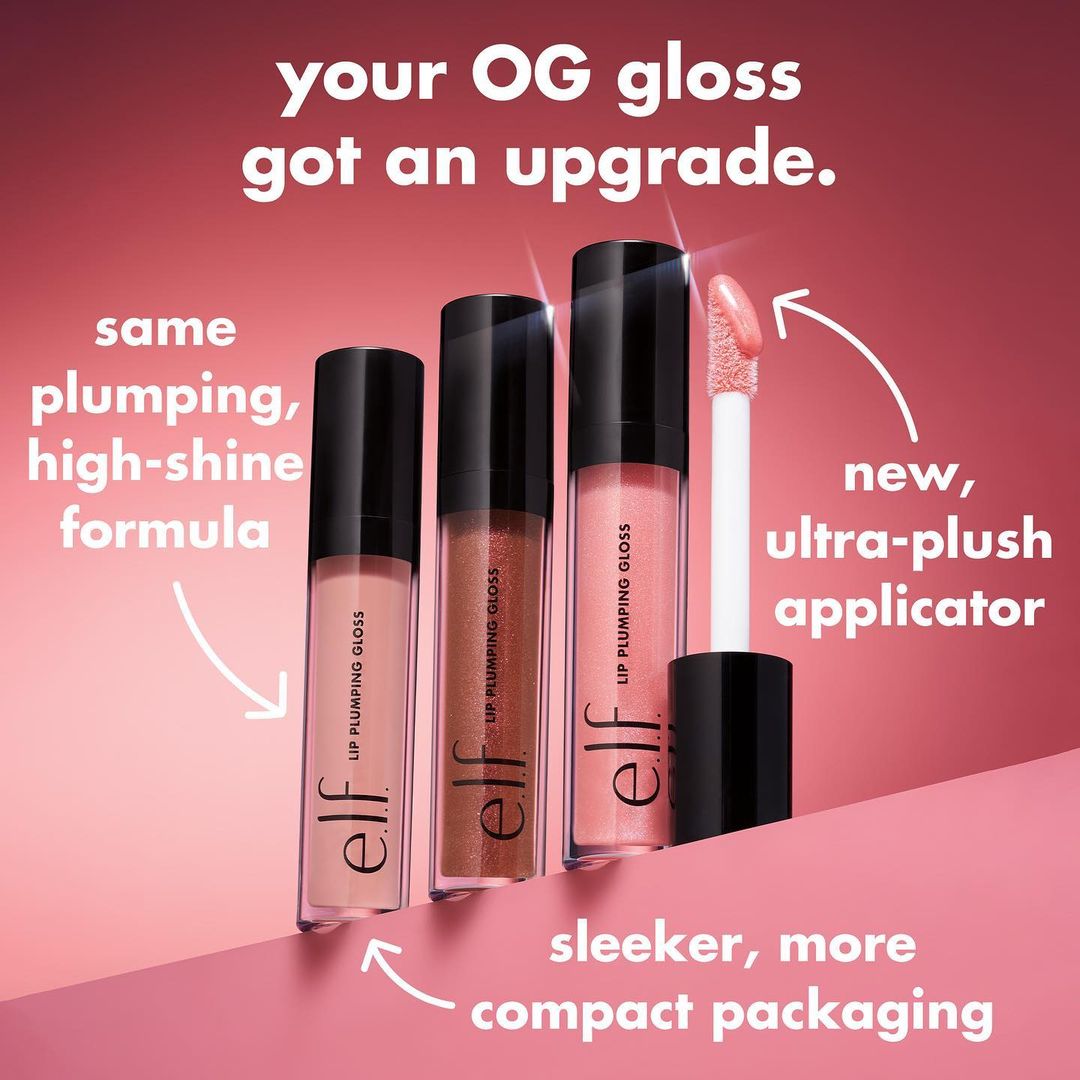 your OG gloss
got an upgrade.
same
plumping,
high-shine
formula
new,
ultra-plush
applicator
e.l.f. LIP PLUMPING GLOSS
e.l.f. LIP PLUMPING GLOSS
e.l.f. LIP PLUMPING GLOSS
sleeker, more
compact packaging